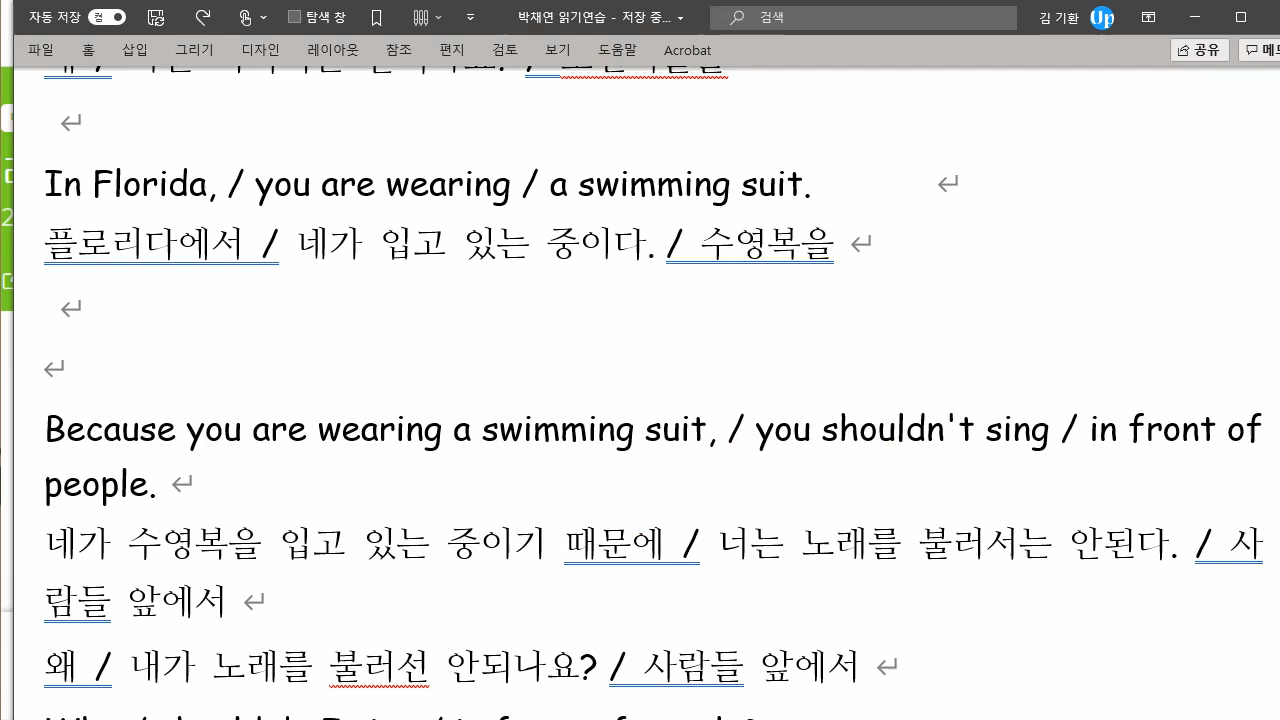 자동 저장 컴 탐색 창 박채연 읽기연습 - 저장 중... 검색 김 기환 Up
파일 홈 삽입 그리기 디자인 레이아웃 참조 편지 검토 보기 도움말 Acrobat 공유
In Florida, / you are wearing / a swimming suit.
플로리다에서 / 네가 입고 있는 중이다. / 수영복을
Because you are wearing a swimming suit, / you shouldn't sing / in front of
people.
네가 수영복을 입고 있는 중이기 때문에 / 너는 노래를 불러서는 안된다. / 사
람들 앞에서
왜 / 내가 노래를 불러선 안되나요? / 사람들 앞에서